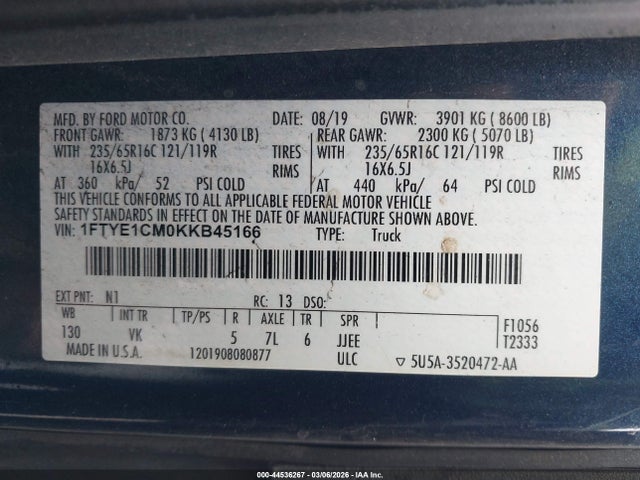 MFD. BY FORD MOTOR CO. DATE: 08/19 GVWR: 3901 KG ( 8600 LB)
FRONT GAWR: 1873 KG ( 4130 LB) REAR GAWR: 2300 KG ( 5070 LB)
WITH 235/65R16C 121/119R TIRES WITH 235/65R16C 121/119R TIRES
16X6.5J RIMS 16X6.5J RIMS
AT 360 kPa/ 52 PSI COLD AT 440 kPa/ 64 PSI COLD
THIS VEHICLE CONFORMS TO ALL APPLICABLE FEDERAL MOTOR VEHICLE
SAFETY STANDARDS IN EFFECT ON THE DATE OF MANUFACTURE SHOWN ABOVE.
VIN: 1FTYE1CM0KKB45166 TYPE: Truck
EXT PNT: N1 RC: 13 DSO:
WB INT TR TP/PS R AXLE TR SPR F1056
130 VK 5 7L 6 JJEE T2333
MADE IN U.S.A. 1201908080877 ULC ▽ 5U5A-3520472-AA
000-44536267 - 03/06/2026 - IAA Inc.